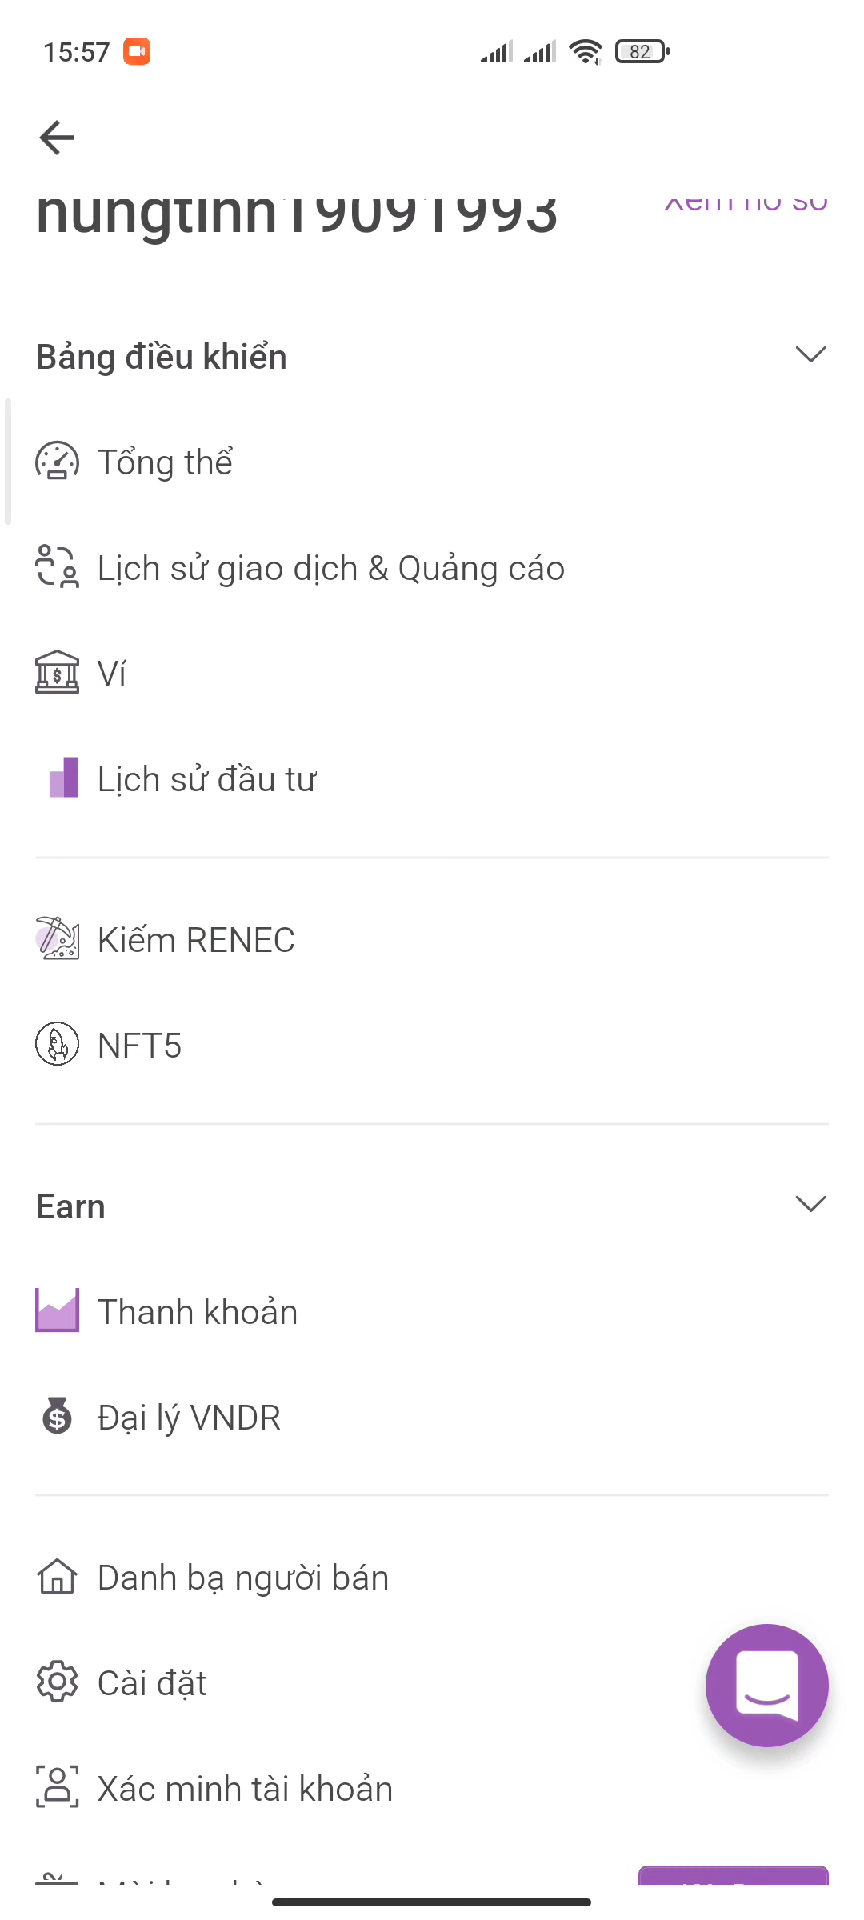 15:57
82
Bảng điều khiển
Tổng thể
Lịch sử giao dịch & Quảng cáo
Ví
Lịch sử đầu tư
Kiếm RENEC
NFT5
Earn
Thanh khoản
Đại lý VNDR
Danh bạ người bán
Cài đặt
Xác minh tài khoản